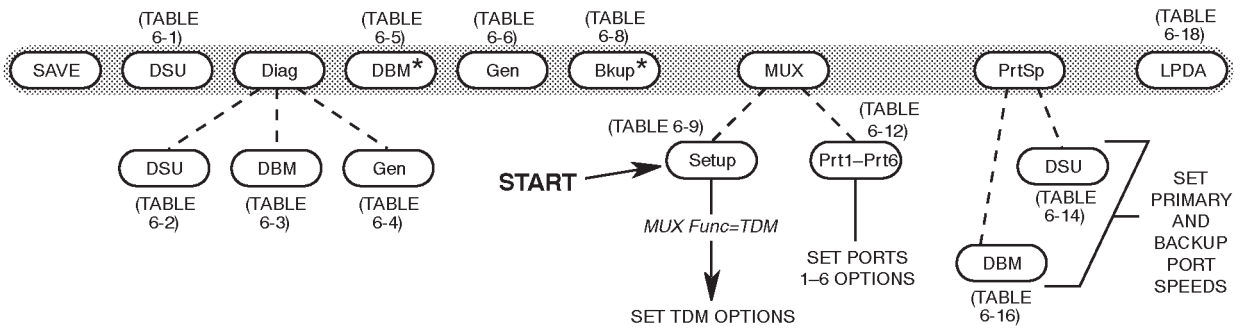 (TABLE
6-1)
(TABLE
6-5)
(TABLE
6-6)
(TABLE
6-8)
(TABLE
6-18)
SAVE
DSU
Diag
DBM*
Gen
Bkup*
MUX
PrtSp
LPDA
(TABLE 6-9)
(TABLE
6-12)
DSU
DBM
Gen
START
Setup
Prt1–Prt6
DSU
(TABLE
6-2)
(TABLE
6-3)
(TABLE
6-4)
(TABLE
6-14)
MUX Func=TDM
SET PORTS
1–6 OPTIONS
SET TDM OPTIONS
DBM
(TABLE
6-16)
SET
PRIMARY
AND
BACKUP
PORT
SPEEDS